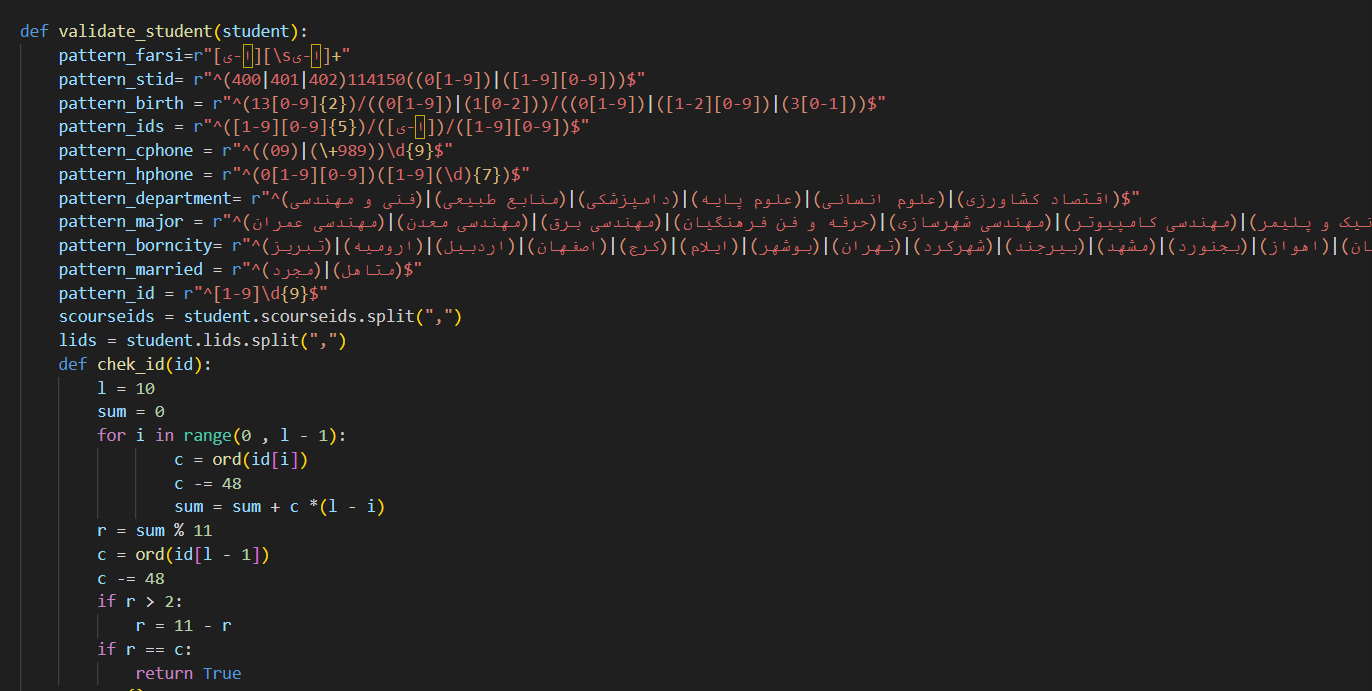 def validate_student(student):
pattern_farsi=r"[ا-ی][\sا-ی]+"
pattern_stid= r"^(400|401|402)114150((0[1-9])|([1-9][0-9]))$"
pattern_birth = r"^(13[0-9]{2})/((0[1-9])|(1[0-2]))/((0[1-9])|([1-2][0-9])|(3[0-1]))$"
pattern_ids = r"^([1-9][0-9]{5})/([ا-ی])/([1-9][0-9])$"
pattern_cphone = r"^((09)|(\+989))\d{9}$"
pattern_hphone = r"^(0[1-9][0-9])([1-9](\d){7})$"
pattern_department= r"^(فنی و مهندسی)|(منابع طبیعی)|(دامپزشکی)|(علوم پایه)|(علوم انسانی)|(اقتصاد کشاورزی)$"
pattern_major = r"^(مهندسی عمران)|(مهندسی معدن)|(مهندسی برق)|(حرفه و فن فرهنگیان)|(مهندسی شهرسازی)|(مهندسی کامپیوتر)|(نیک و پلیمر
pattern_borncity= r"^(تبریز)|(ارومیه)|(اردبیل)|(اصفهان)|(کرج)|(ایلام)|(بوشهر)|(تهران)|(شهرکرد)|(بیرجند)|(مشهد)|(بجنورد)|(اهواز)|(ان
pattern_married = r"^(مجرد)|(متاهل)$"
pattern_id = r"^[1-9]\d{9}$"
scourseids = student.scourseids.split(",")
lids = student.lids.split(",")
def chek_id(id):
l = 10
sum = 0
for i in range(0 , l - 1):
c = ord(id[i])
c -= 48
sum = sum + c *(l - i)
r = sum % 11
c = ord(id[l - 1])
c -= 48
if r > 2:
r = 11 - r
if r == c:
return True